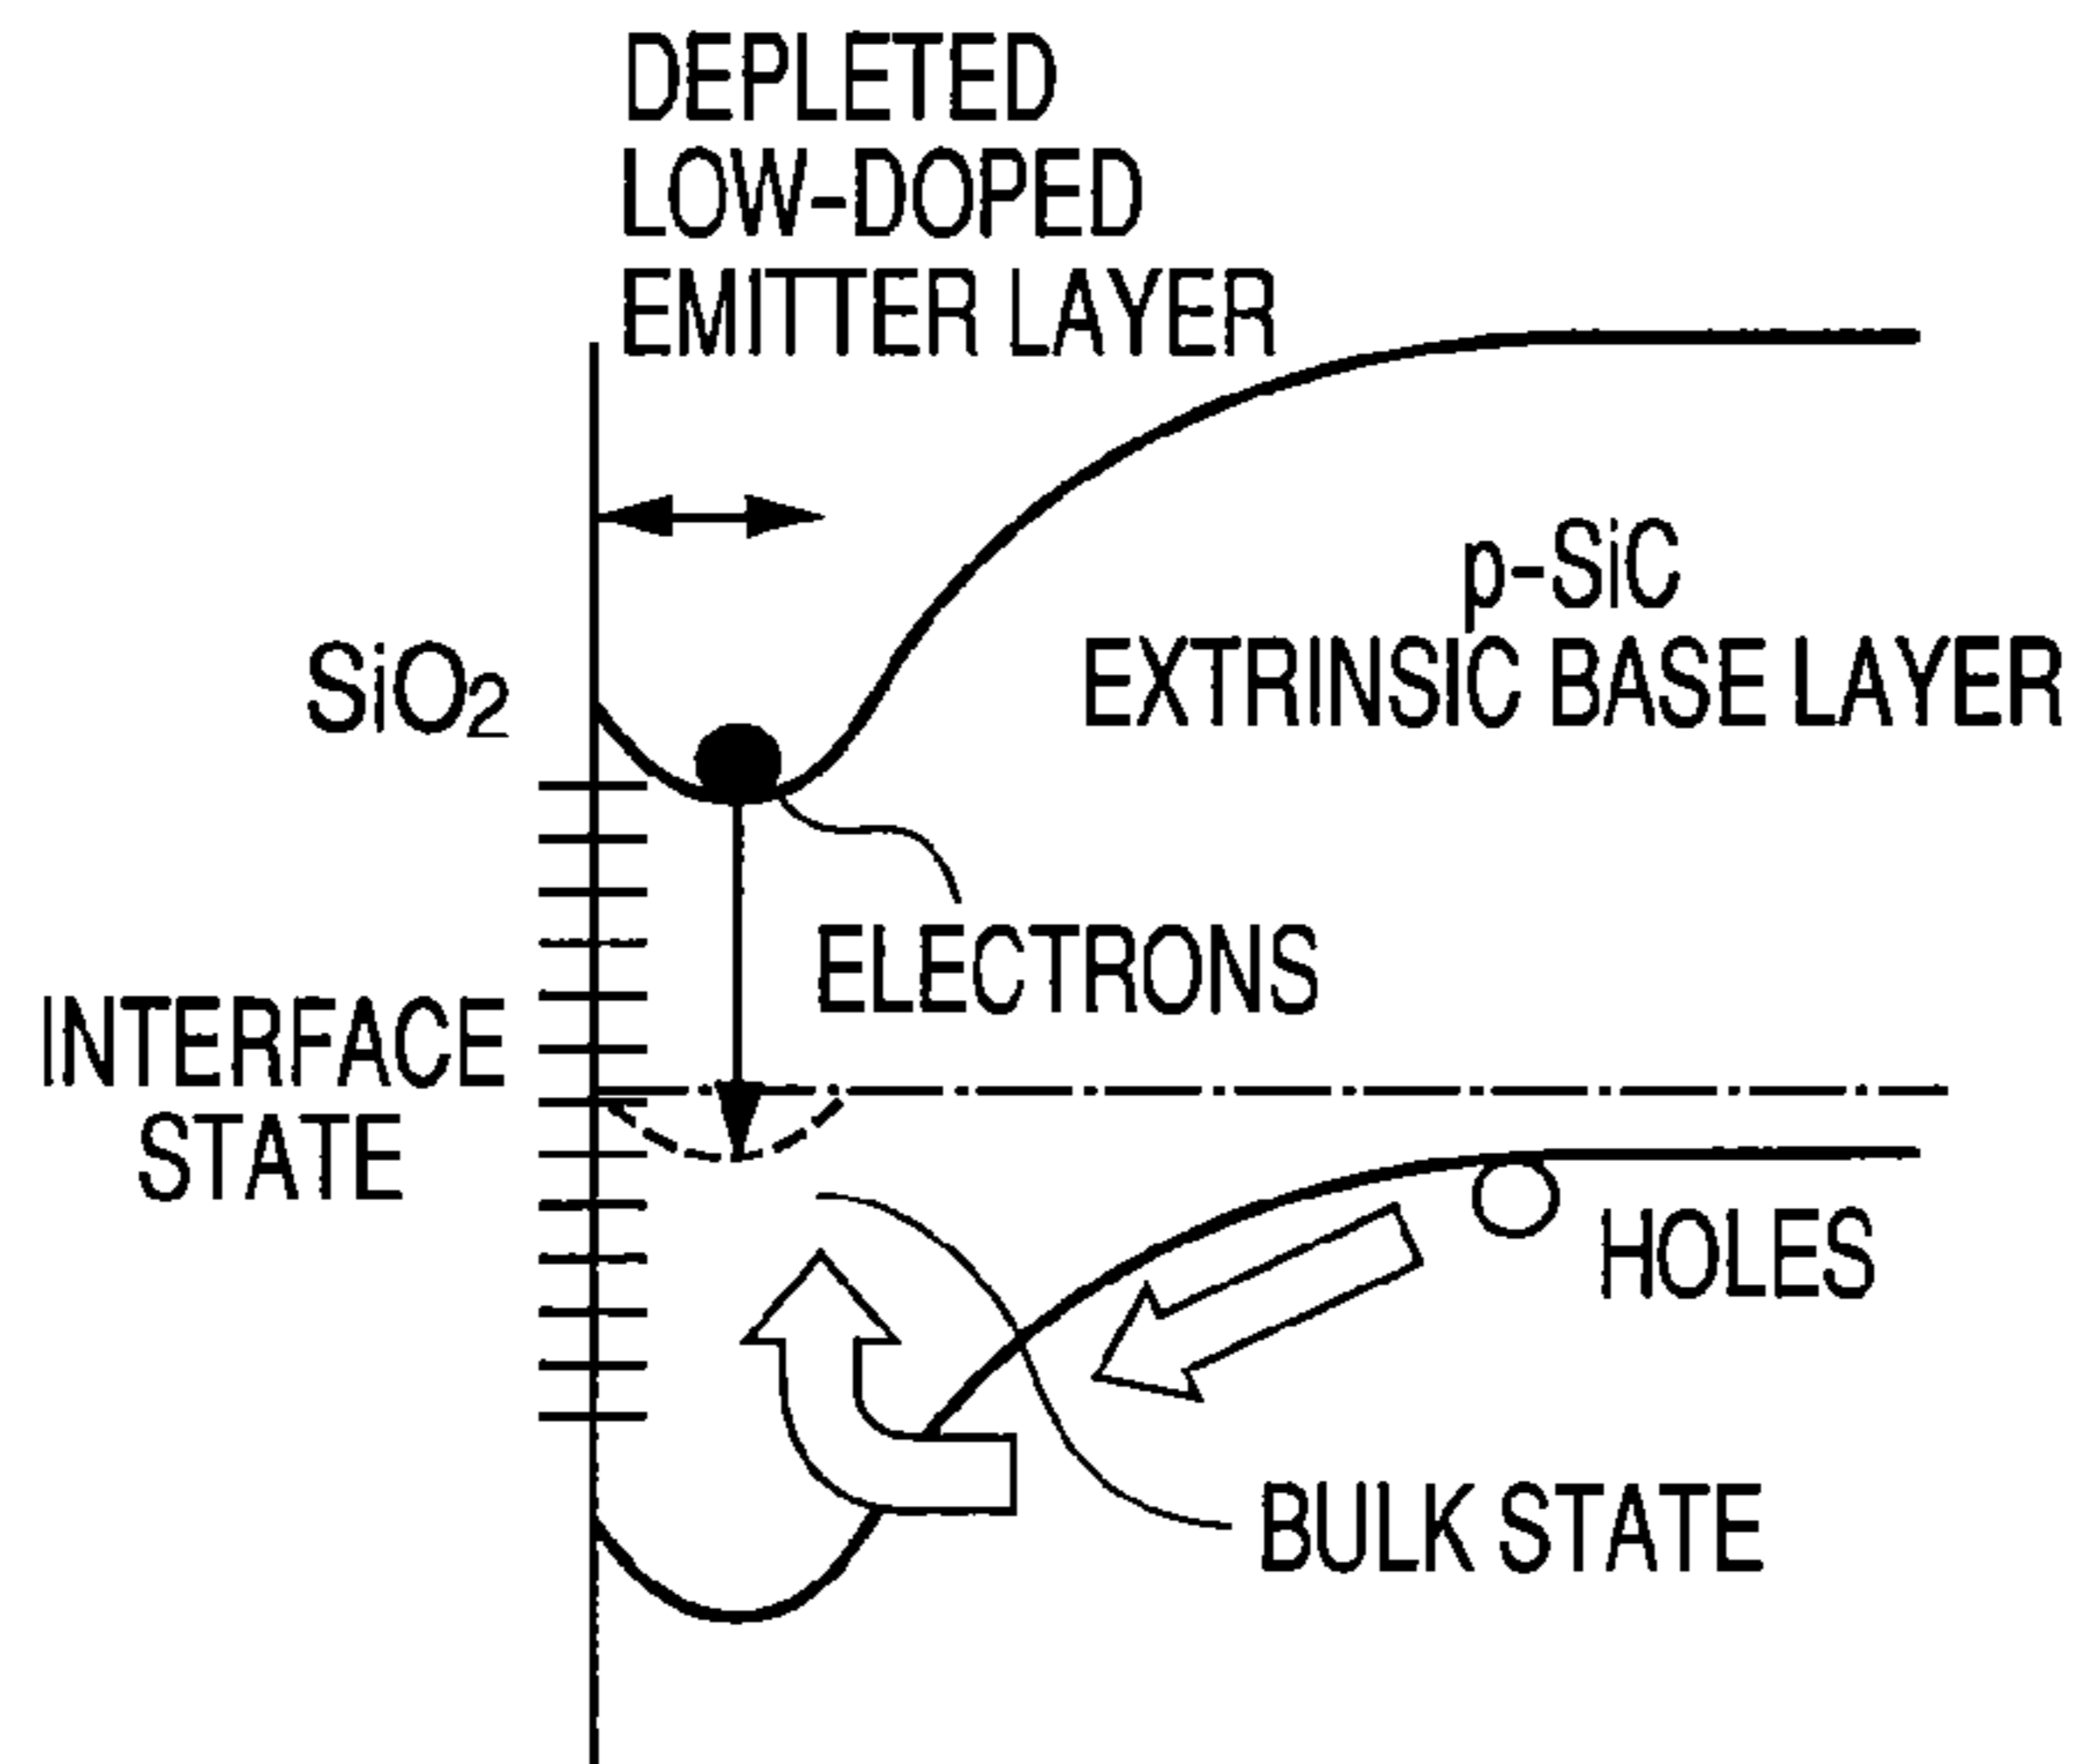 DEPLETED
LOW-DOPED
EMITTER LAYER
p-SiC
EXTRINSIC BASE LAYER
SiO2
ELECTRONS
INTERFACE
STATE
HOLES
BULK STATE